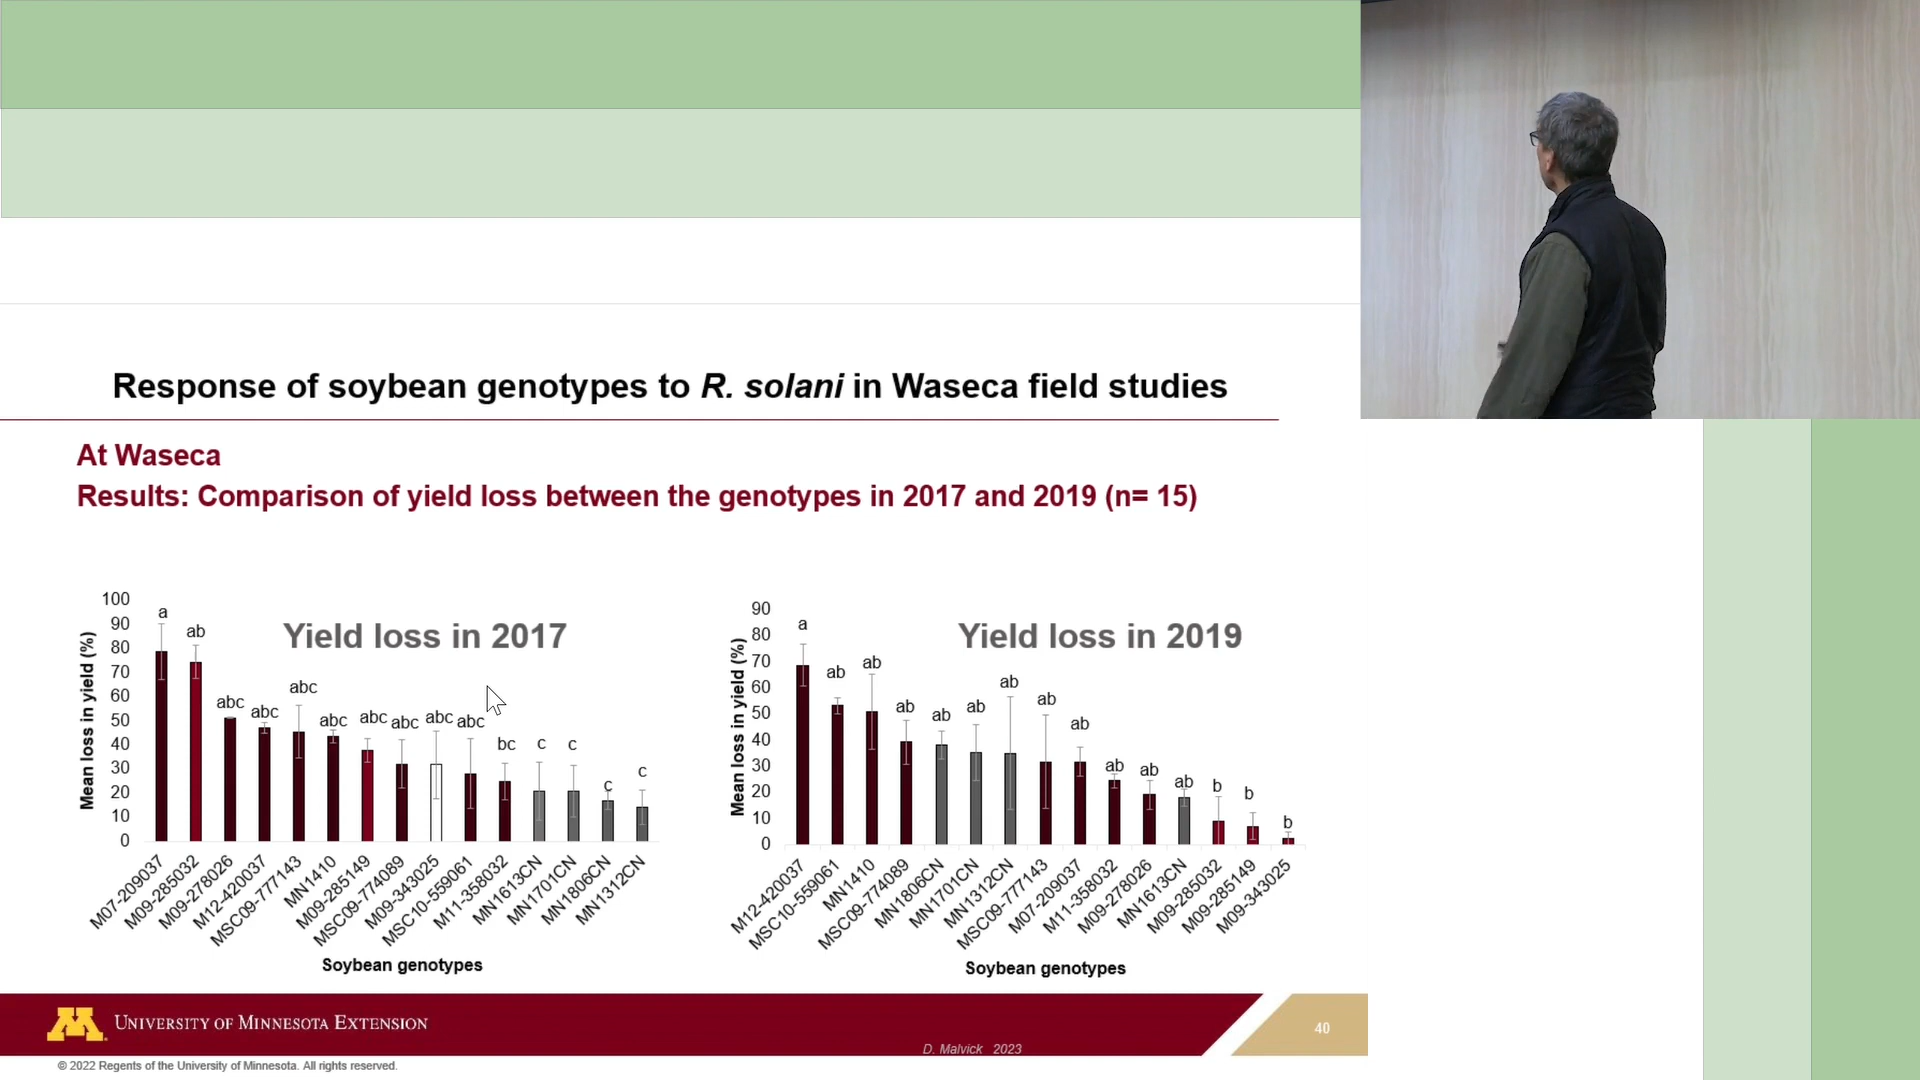 Response of soybean genotypes to R. solani in Waseca field studies
At Waseca
Results: Comparison of yield loss between the genotypes in 2017 and 2019 (n= 15)
Yield loss in 2017
Mean loss in yield (%)
100
90
80
70
60
50
40
30
20
10
0
a
ab
abc
abc
abc
abc
abc
abc
abc
abc
bc
c
c
c
c
M07-209037
M09-285032
M09-278026
M12-420037
MSC09-777143
MN1410
M09-285149
MSC09-774089
M09-343025
MSC10-559061
M11-358032
MN1613CN
MN1701CN
MN1806CN
MN1312CN
Soybean genotypes
Yield loss in 2019
Mean loss in yield (%)
90
80
70
60
50
40
30
20
10
0
a
ab
ab
ab
ab
ab
ab
ab
ab
ab
ab
ab
b
b
b
M12-420037
MSC10-559061
MN1410
MSC09-774089
MN1806CN
MN1701CN
MN1312CN
MSC09-777143
M07-209037
M11-358032
M09-278026
MN1613CN
M09-285032
M09-285149
M09-343025
Soybean genotypes
M
UNIVERSITY OF MINNESOTA EXTENSION
40
D. Malvick 2023
© 2022 Regents of the University of Minnesota. All rights reserved.